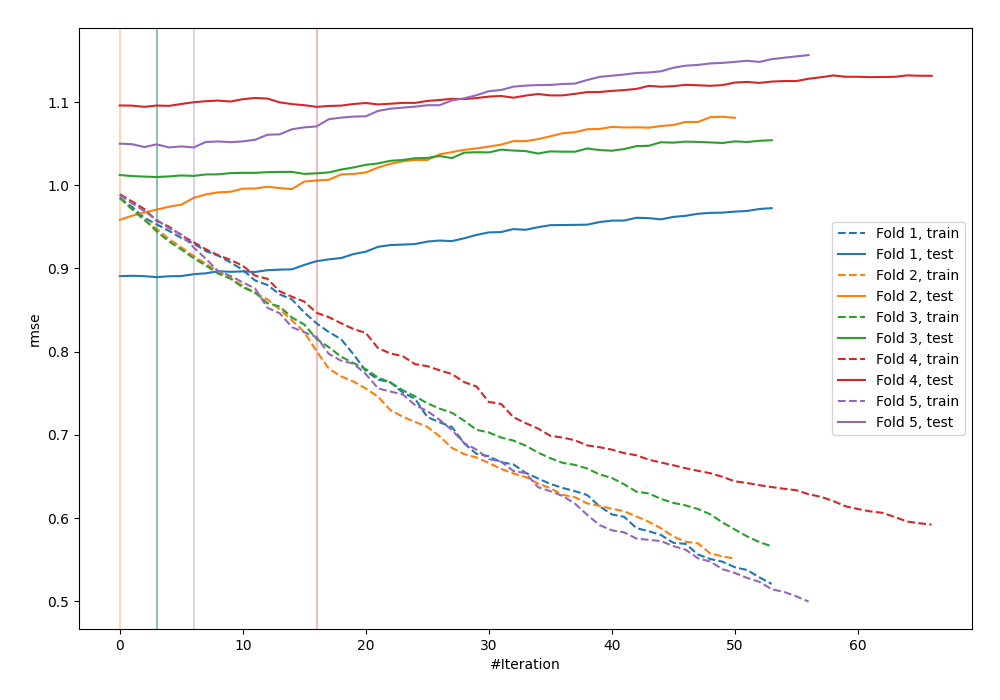 1.1
1.0
0.9
0.8
0.7
0.6
0.5
rmse
0
10
20
30
40
50
60
#Iteration
Fold 1, train
Fold 1, test
Fold 2, train
Fold 2, test
Fold 3, train
Fold 3, test
Fold 4, train
Fold 4, test
Fold 5, train
Fold 5, test